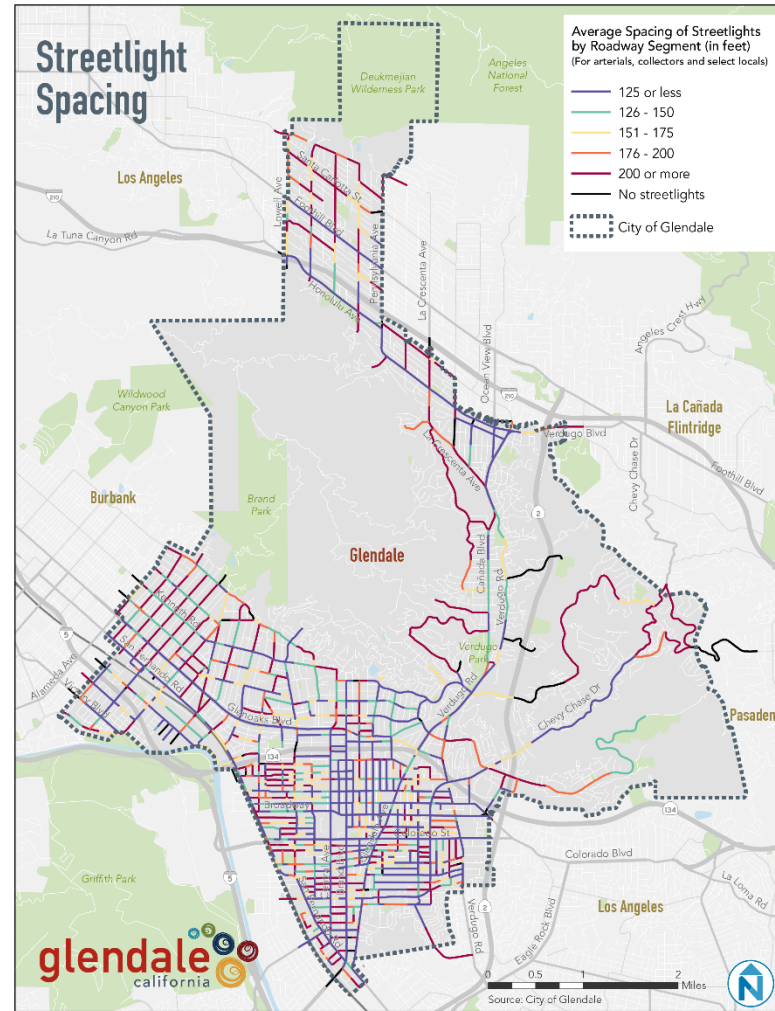 Streetlight
Spacing
Average Spacing of Streetlights
by Roadway Segment (in feet)
(For arterials, collectors and select locals)
125 or less
126 - 150
151 - 175
176 - 200
200 or more
No streetlights
City of Glendale
Deukmejian
Wilderness Park
Angeles
National
Forest
Los Angeles
210
La Tuna Canyon Rd
Lowell Ave
Santa Carlotta St
Foothill Blvd
Pennsylvania Ave
Honolulu Ave
La Crescenta Ave
Ocean View Blvd
210
Angeles Crest Hwy
La Cañada
Flintridge
Verdugo Blvd
Chevy Chase Dr
Foothill Blvd
Wildwood
Canyon Park
Burbank
Brand
Park
La Crescenta Ave
2
Glendale
Cañada Blvd
Verdugo Rd
Verdugo
Park
Kenneth Rd
5
San Fernando Rd
Alameda Ave
Victory Blvd
Glenoaks Blvd
Verdugo Rd
Chevy Chase Dr
Pasaden
134
134
Broadway
Colorado St
Colorado Blvd
La Loma Rd
Griffith Park
5
2
Verdugo Rd
Eagle Rock Blvd
Los Angeles
glendale
california
0 0.5 1 2
Miles
Source: City of Glendale
N